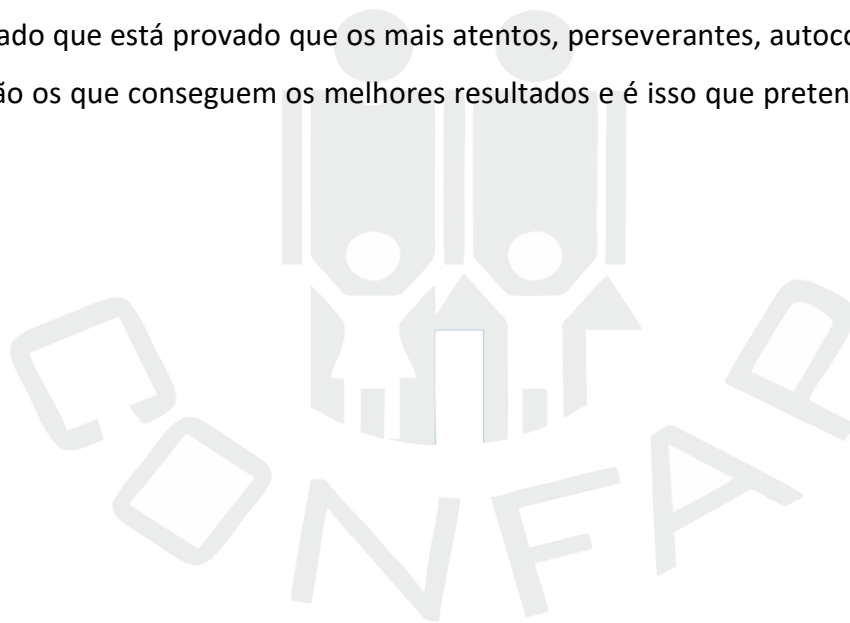 ado que está provado que os mais atentos, perseverantes, autoco
ão os que conseguem os melhores resultados e é isso que preten
CONFAP